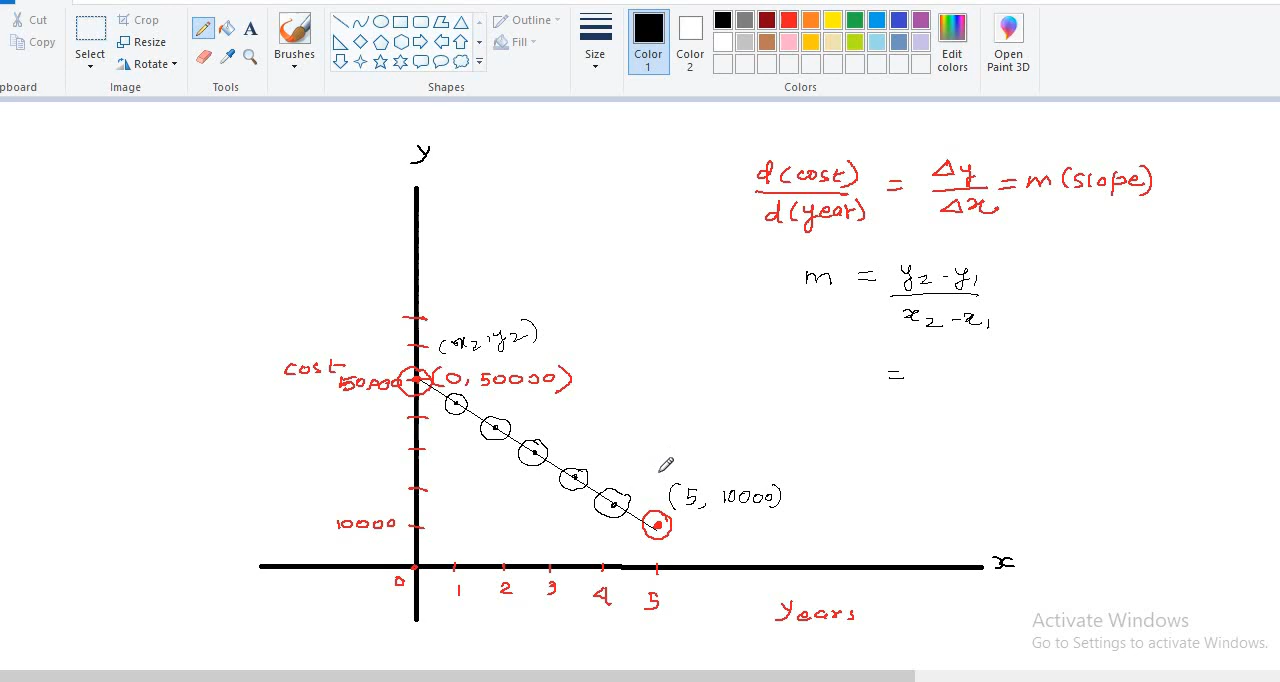 Cut
Copy
pboard
Select
Crop
Resize
Rotate
Image
A
Tools
Brushes
Outline
Fill
Shapes
Size
Color
1
Color
2
Edit
colors
Colors
Open
Paint 3D
y
d(cost)
d(year)
= Δy
Δx
= m (slope)
m = y₂ - y₁
x₂ - x₁
=
(x₂, y₂)
cost
50,000
(0, 50000)
(5, 10000)
10000
x
0
1
2
3
4
5
years
Activate Windows
Go to Settings to activate Windows.